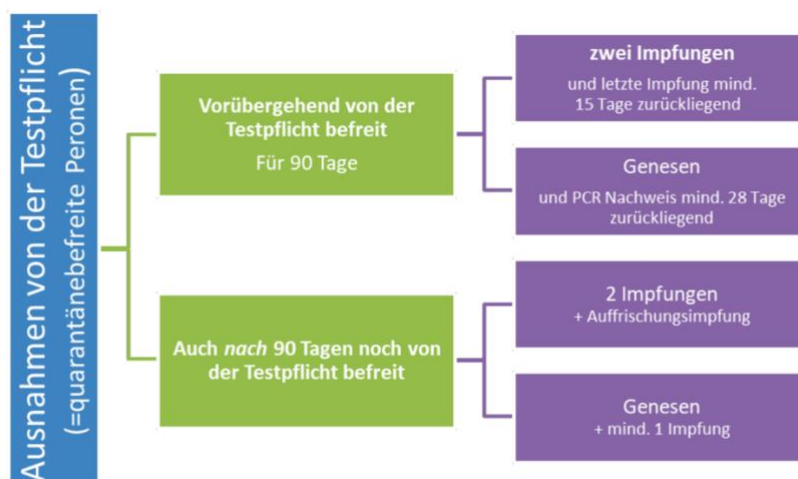 Ausnahmen von der Testpflicht
(=quarantänebefreite Peronen)
Vorübergehend von der
Testpflicht befreit
Für 90 Tage
zwei Impfungen
und letzte Impfung mind.
15 Tage zurückliegend
Genesen
und PCR Nachweis mind. 28 Tage
zurückliegend
Auch nach 90 Tagen noch von
der Testpflicht befreit
2 Impfungen
+ Auffrischungsimpfung
Genesen
+ mind. 1 Impfung